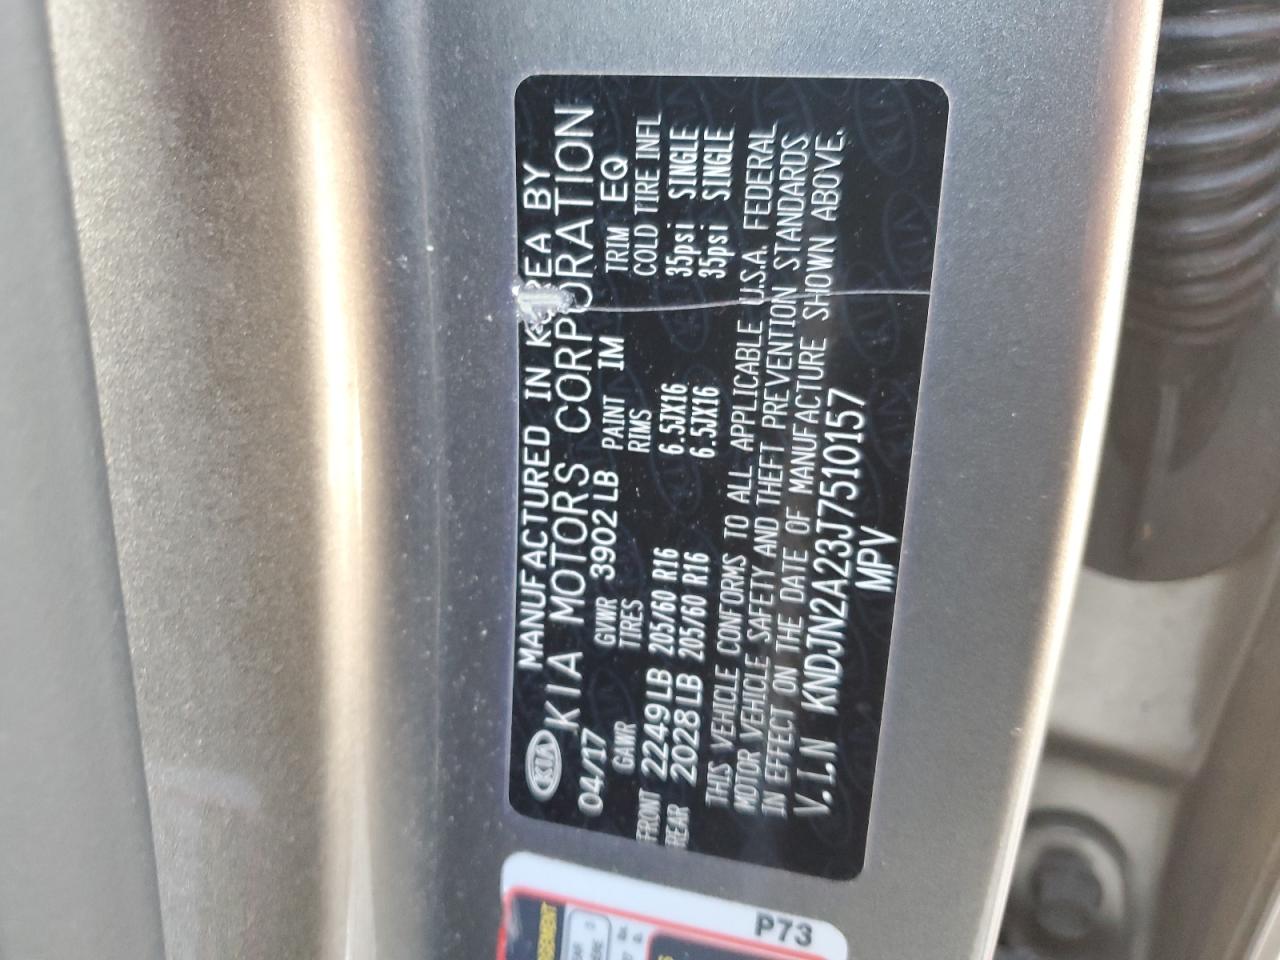 MANUFACTURED IN KOREA BY
KIA KIA MOTORS CORPORATION
04/17 GVWR 3902LB PAINT IM TRIM EQ
GAWR TIRES RIMS COLD TIRE INFL
FRONT 2249LB 205/60 R16 6.5JX16 35psi SINGLE
REAR 2028LB 205/60 R16 6.5JX16 35psi SINGLE
THIS VEHICLE CONFORMS TO ALL APPLICABLE U.S.A. FEDERAL
MOTOR VEHICLE SAFETY AND THEFT PREVENTION STANDARDS
IN EFFECT ON THE DATE OF MANUFACTURE SHOWN ABOVE.
V.I.N KNDJN2A23J7510157
MPV
P73